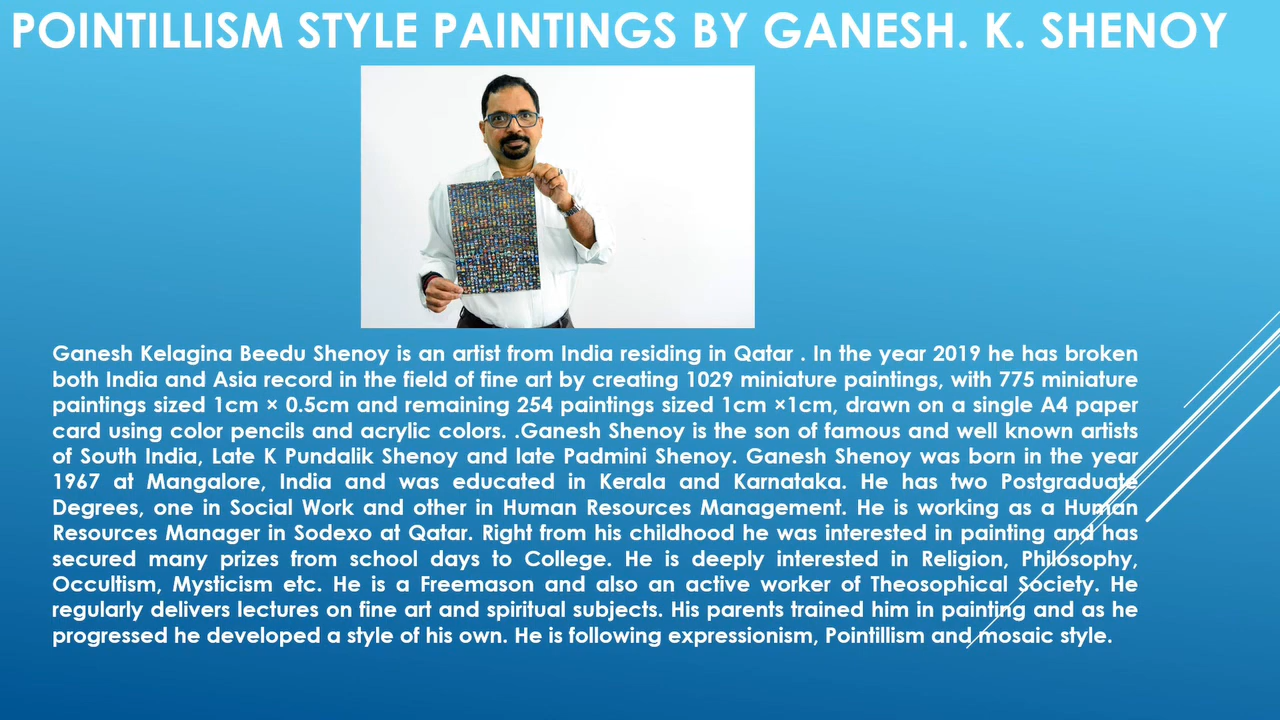 POINTILLISM STYLE PAINTINGS BY GANESH. K. SHENOY
Ganesh Kelagina Beedu Shenoy is an artist from India residing in Qatar . In the year 2019 he has broken
both India and Asia record in the field of fine art by creating 1029 miniature paintings, with 775 miniature
paintings sized 1cm × 0.5cm and remaining 254 paintings sized 1cm ×1cm, drawn on a single A4 paper
card using color pencils and acrylic colors. .Ganesh Shenoy is the son of famous and well known artists
of South India, Late K Pundalik Shenoy and late Padmini Shenoy. Ganesh Shenoy was born in the year
1967 at Mangalore, India and was educated in Kerala and Karnataka. He has two Postgraduate
Degrees, one in Social Work and other in Human Resources Management. He is working as a Human
Resources Manager in Sodexo at Qatar. Right from his childhood he was interested in painting and has
secured many prizes from school days to College. He is deeply interested in Religion, Philosophy,
Occultism, Mysticism etc. He is a Freemason and also an active worker of Theosophical Society. He
regularly delivers lectures on fine art and spiritual subjects. His parents trained him in painting and as he
progressed he developed a style of his own. He is following expressionism, Pointillism and mosaic style.